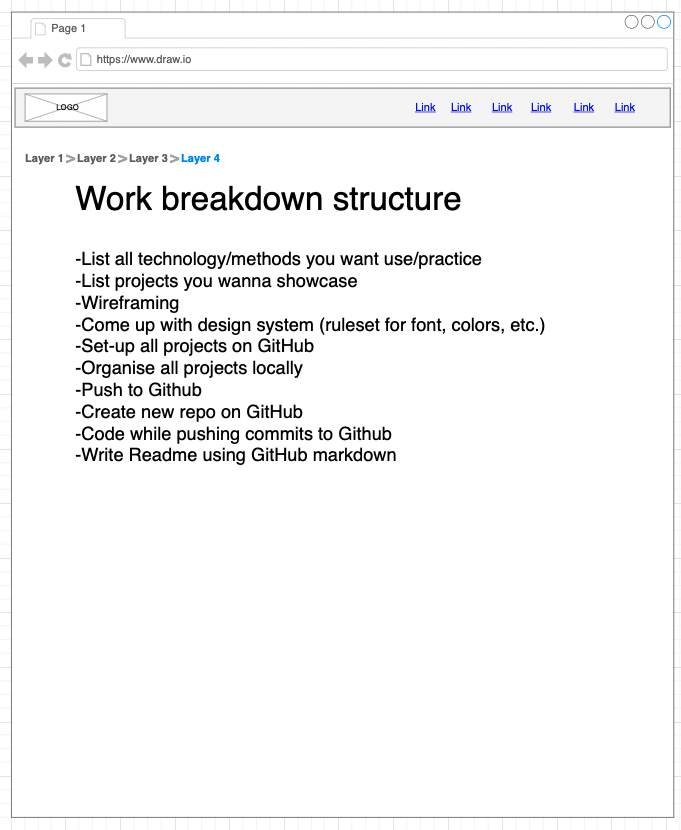 Page 1
https://www.draw.io
LOGO Link Link Link Link Link Link
Layer 1 > Layer 2 > Layer 3 > Layer 4
Work breakdown structure
-List all technology/methods you want use/practice
-List projects you wanna showcase
-Wireframing
-Come up with design system (ruleset for font, colors, etc.)
-Set-up all projects on GitHub
-Organise all projects locally
-Push to Github
-Create new repo on GitHub
-Code while pushing commits to Github
-Write Readme using GitHub markdown